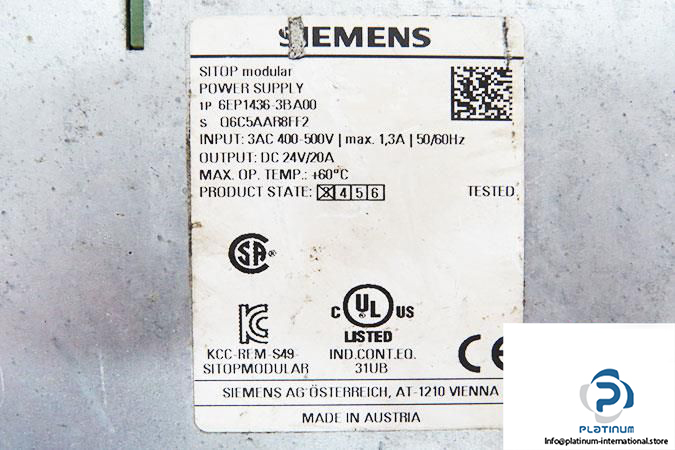 SIEMENS
SITOP modular
POWER SUPPLY
1P 6EP1436-3BA00
S Q6C5AAR8FF2
INPUT: 3AC 400-500V | max. 1,3A | 50/60Hz
OUTPUT: DC 24V/20A
MAX. OP. TEMP.: +60°C
PRODUCT STATE: 3 4 5 6 TESTED
SA ®
C UL US
LISTED
KCC-REM-S49-
SITOPMODULAR
IND.CONT.EQ.
31UB
CE
SIEMENS AG ÖSTERREICH, AT-1210 VIENNA
MADE IN AUSTRIA
PLATINUM
info@platinum-international.store